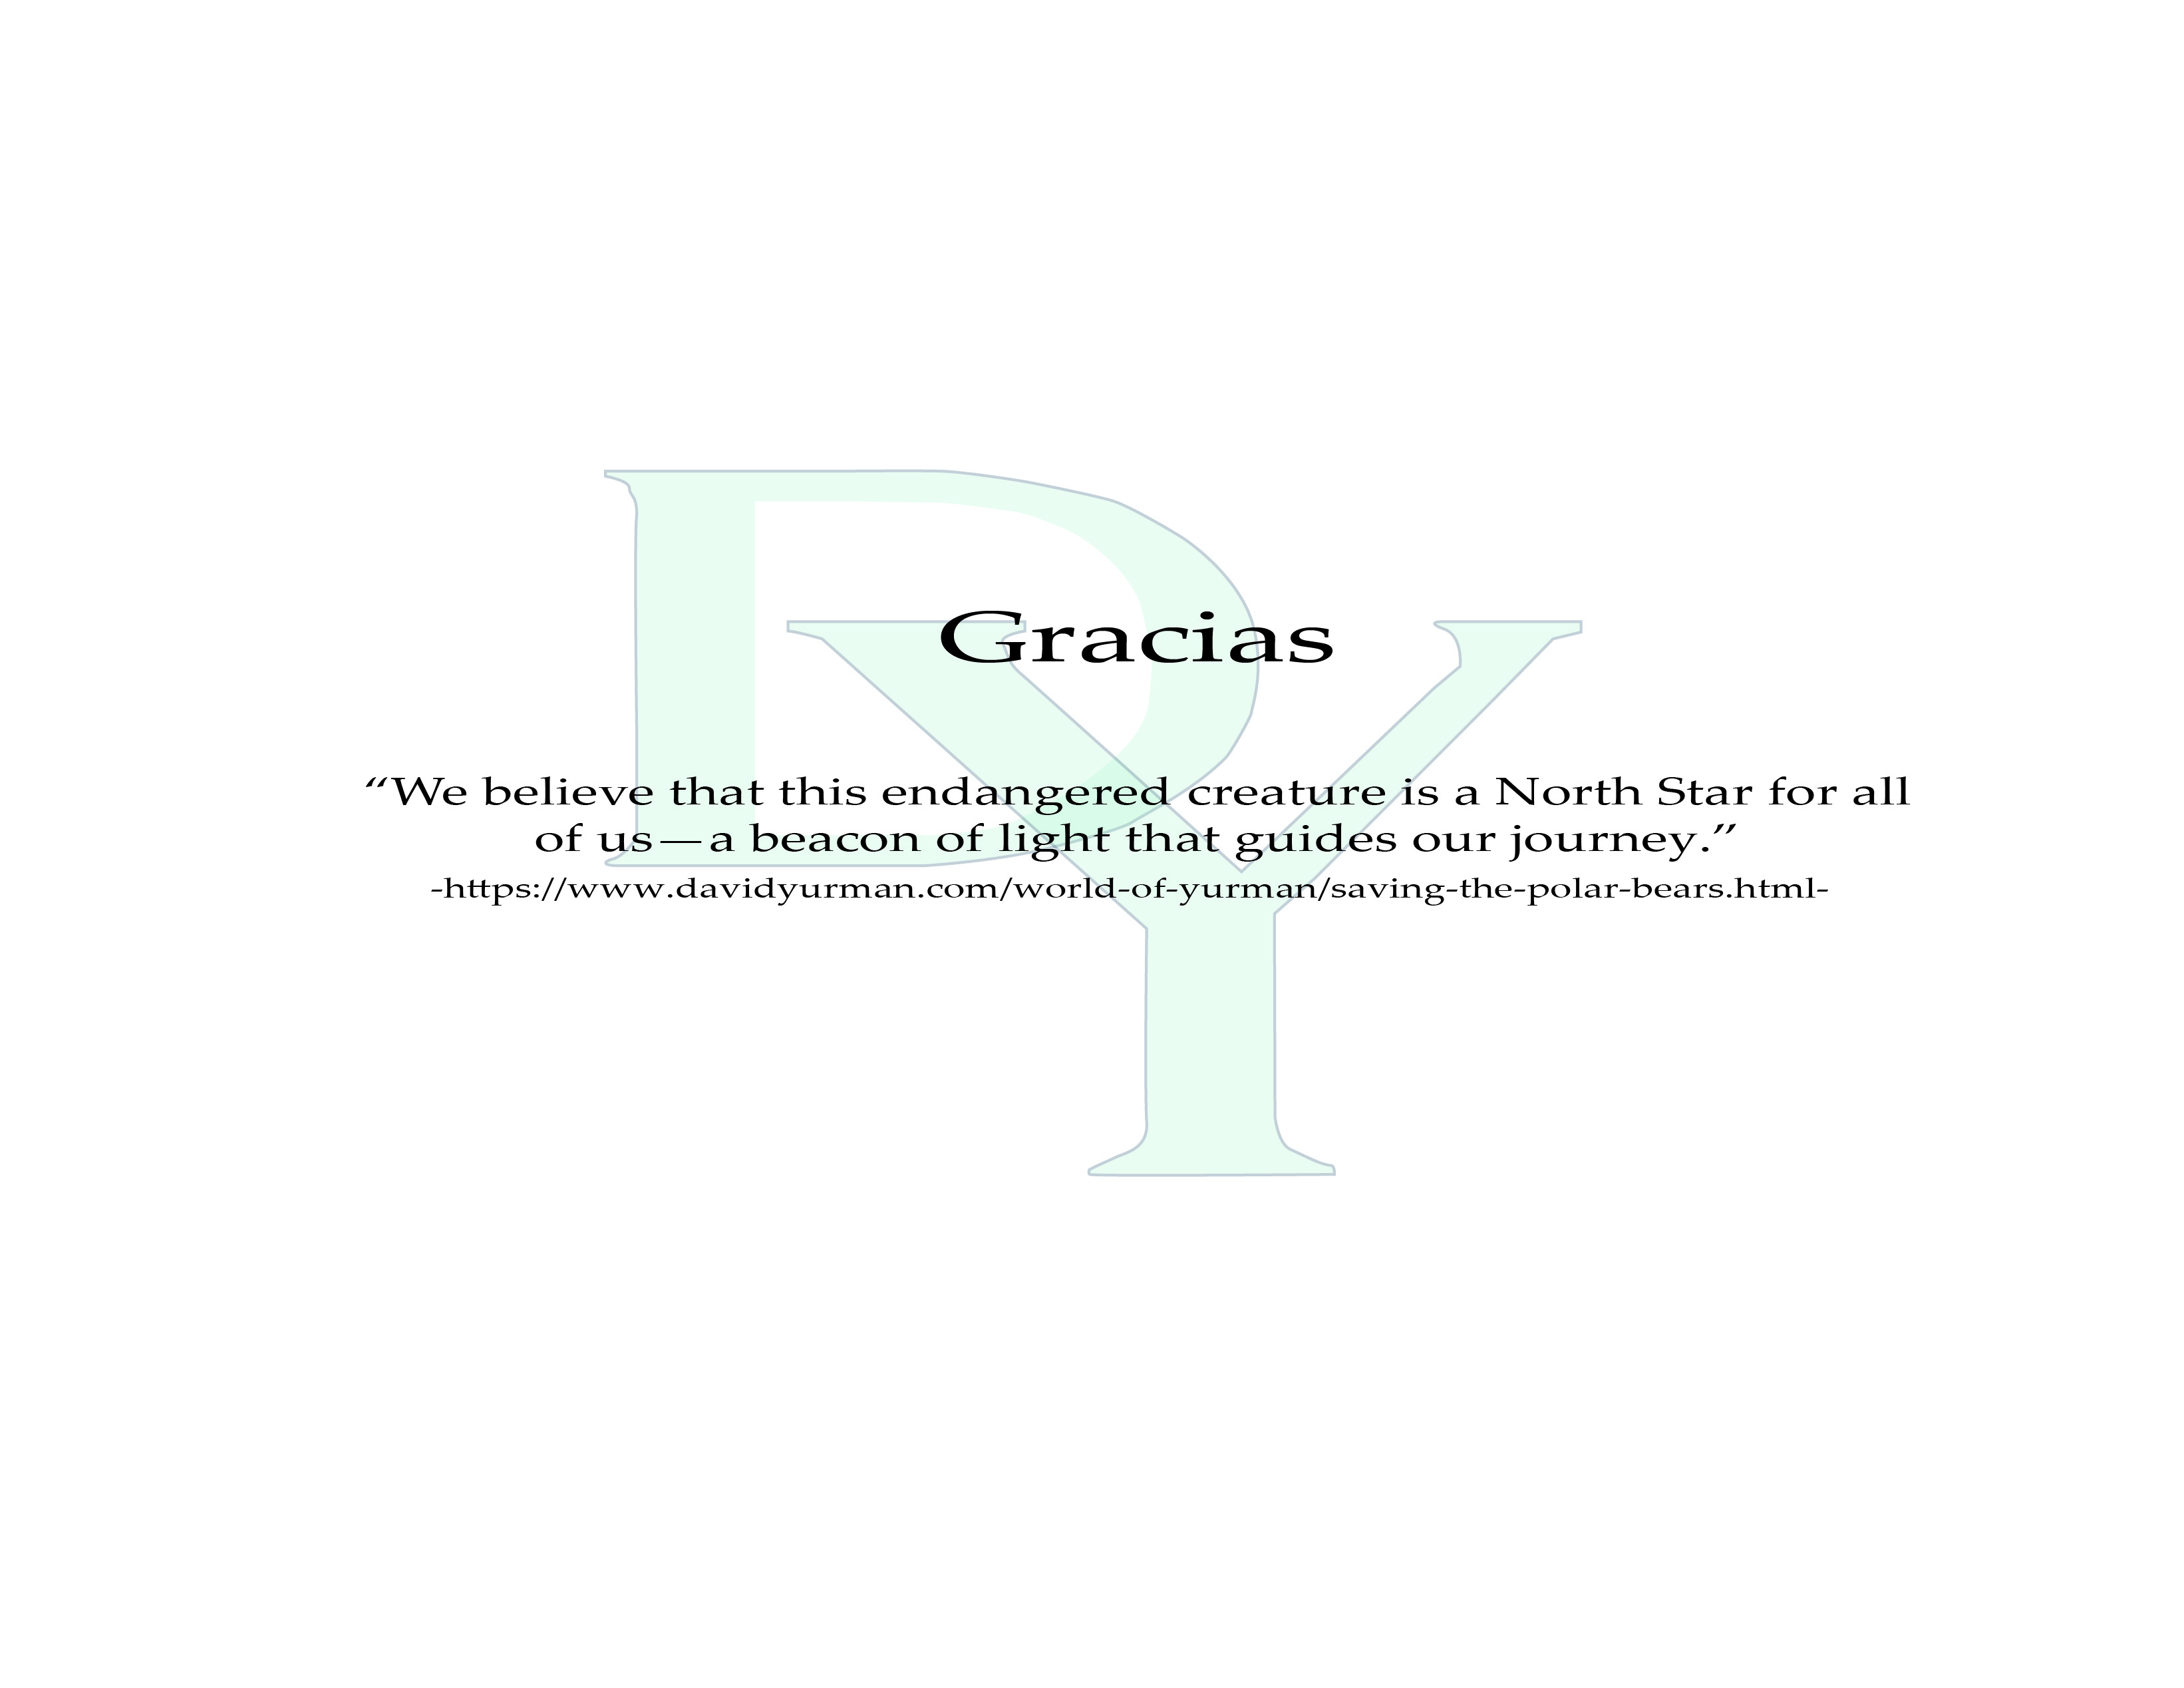 DY
Gracias
“We believe that this endangered creature is a North Star for all
of us—a beacon of light that guides our journey.”
-https://www.davidyurman.com/world-of-yurman/saving-the-polar-bears.html-